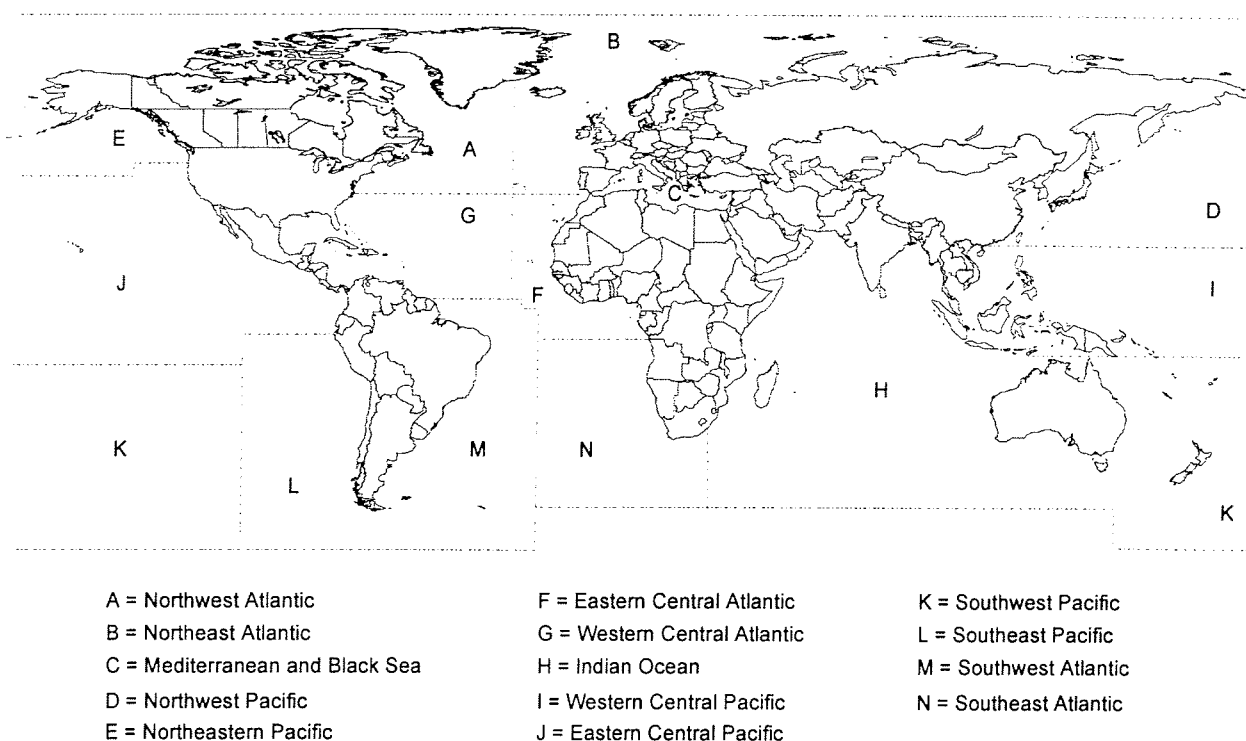 B
E
A
C
G
D
J
F
I
H
K
M
N
L
K
A = Northwest Atlantic
B = Northeast Atlantic
C = Mediterranean and Black Sea
D = Northwest Pacific
E = Northeastern Pacific
F = Eastern Central Atlantic
G = Western Central Atlantic
H = Indian Ocean
I = Western Central Pacific
J = Eastern Central Pacific
K = Southwest Pacific
L = Southeast Pacific
M = Southwest Atlantic
N = Southeast Atlantic